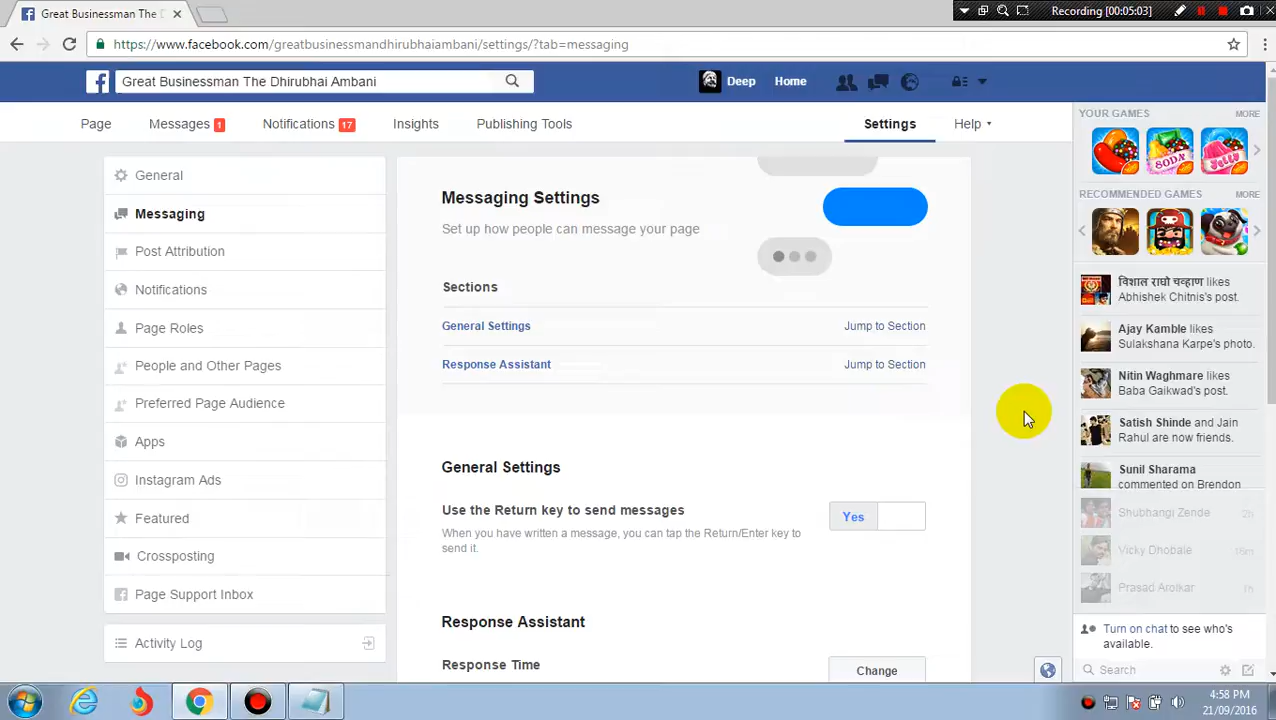 Great Businessman The D
Recording [00:05:03]
https://www.facebook.com/greatbusinessmandhirubhaiambani/settings/?tab=messaging
Great Businessman The Dhirubhai Ambani
Deep
Home
Page
Messages 1
Notifications 17
Insights
Publishing Tools
Settings
Help
General
Messaging
Post Attribution
Notifications
Page Roles
People and Other Pages
Preferred Page Audience
Apps
Instagram Ads
Featured
Crossposting
Page Support Inbox
Activity Log
Messaging Settings
Set up how people can message your page
Sections
General Settings
Jump to Section
Response Assistant
Jump to Section
General Settings
Use the Return key to send messages
When you have written a message, you can tap the Return/Enter key to
send it.
Yes
Response Assistant
Response Time
Change
YOUR GAMES
MORE
SODA
Jelly
RECOMMENDED GAMES
MORE
विशाल राघो चव्हाण likes
Abhishek Chitnis's post.
Ajay Kamble likes
Sulakshana Karpe's photo.
Nitin Waghmare likes
Baba Gaikwad's post.
Satish Shinde and Jain
Rahul are now friends.
Sunil Sharama
commented on Brendon
Shubhangi Zende
2h
Vicky Dhobale
15m
Prasad Arolkar
1h
Turn on chat to see who's
available.
Search
4:58 PM
21/09/2016